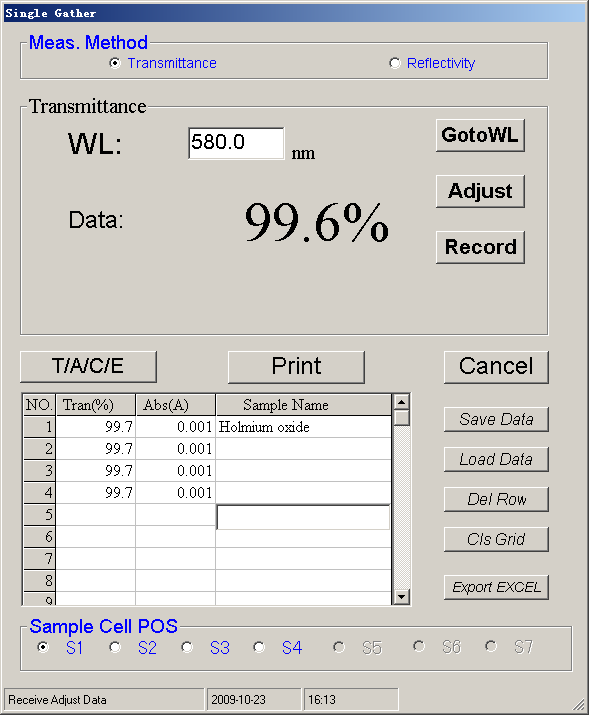 Single Gather
Meas. Method
Transmittance Reflectivity
Transmittance
WL: 580.0 nm GotoWL
Adjust
Data: 99.6%
Record
T/A/C/E Print Cancel
NO. Tran(%) Abs(A) Sample Name
1 99.7 0.001 Holmium oxide
2 99.7 0.001
3 99.7 0.001
4 99.7 0.001
5
6
7
8
9
Save Data
Load Data
Del Row
Cls Grid
Export EXCEL
Sample Cell POS
S1 S2 S3 S4 S5 S6 S7
Receive Adjust Data 2009-10-23 16:13